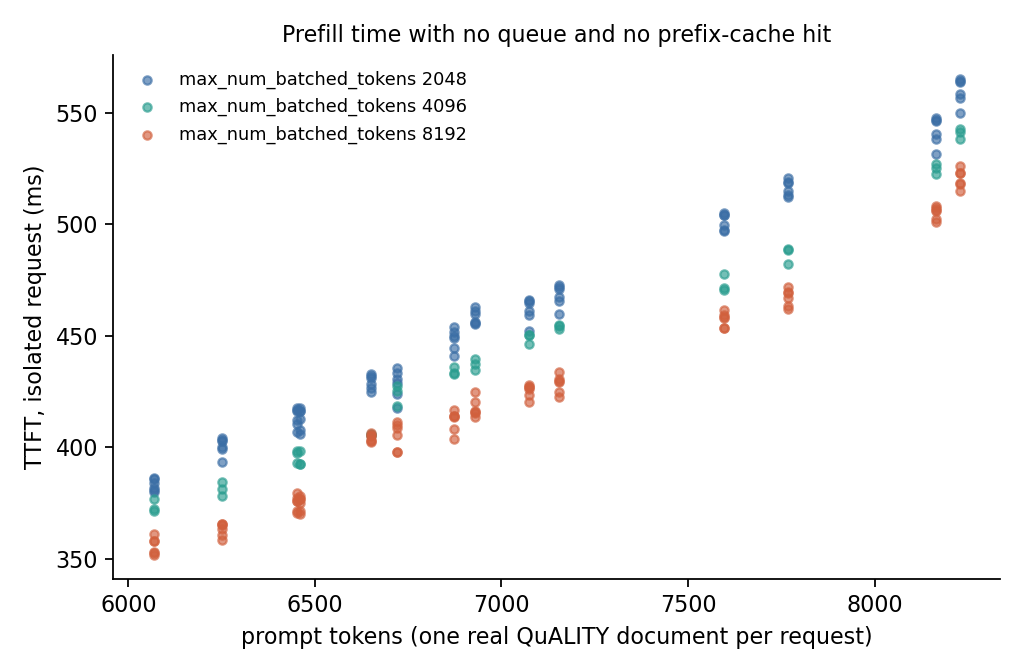 Prefill time with no queue and no prefix-cache hit
max_num_batched_tokens 2048
max_num_batched_tokens 4096
max_num_batched_tokens 8192
TTFT, isolated request (ms)
550
500
450
400
350
6000 6500 7000 7500 8000
prompt tokens (one real QuALITY document per request)